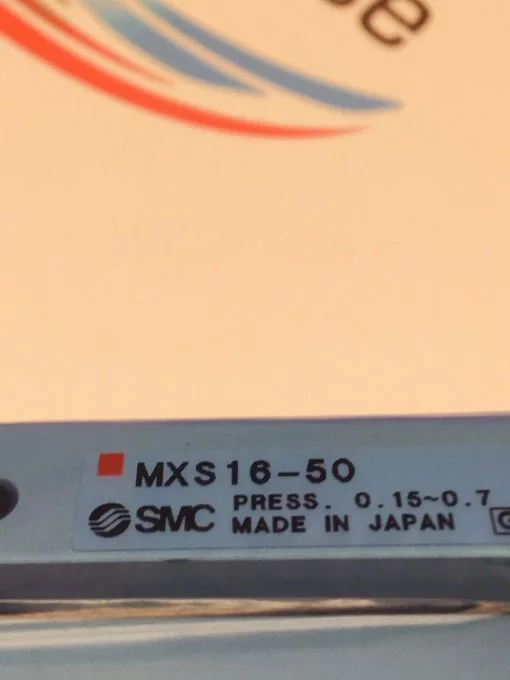 MXS16-50
SMC PRESS. 0.15~0.7
MADE IN JAPAN